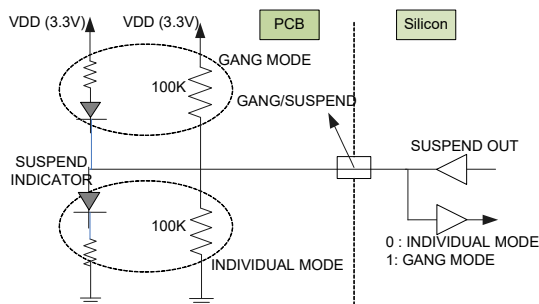 VDD (3.3V)
VDD (3.3V)
PCB
Silicon
GANG MODE
100K
GANG/SUSPEND
SUSPEND OUT
SUSPEND
INDICATOR
100K
0 : INDIVIDUAL MODE
1: GANG MODE
INDIVIDUAL MODE